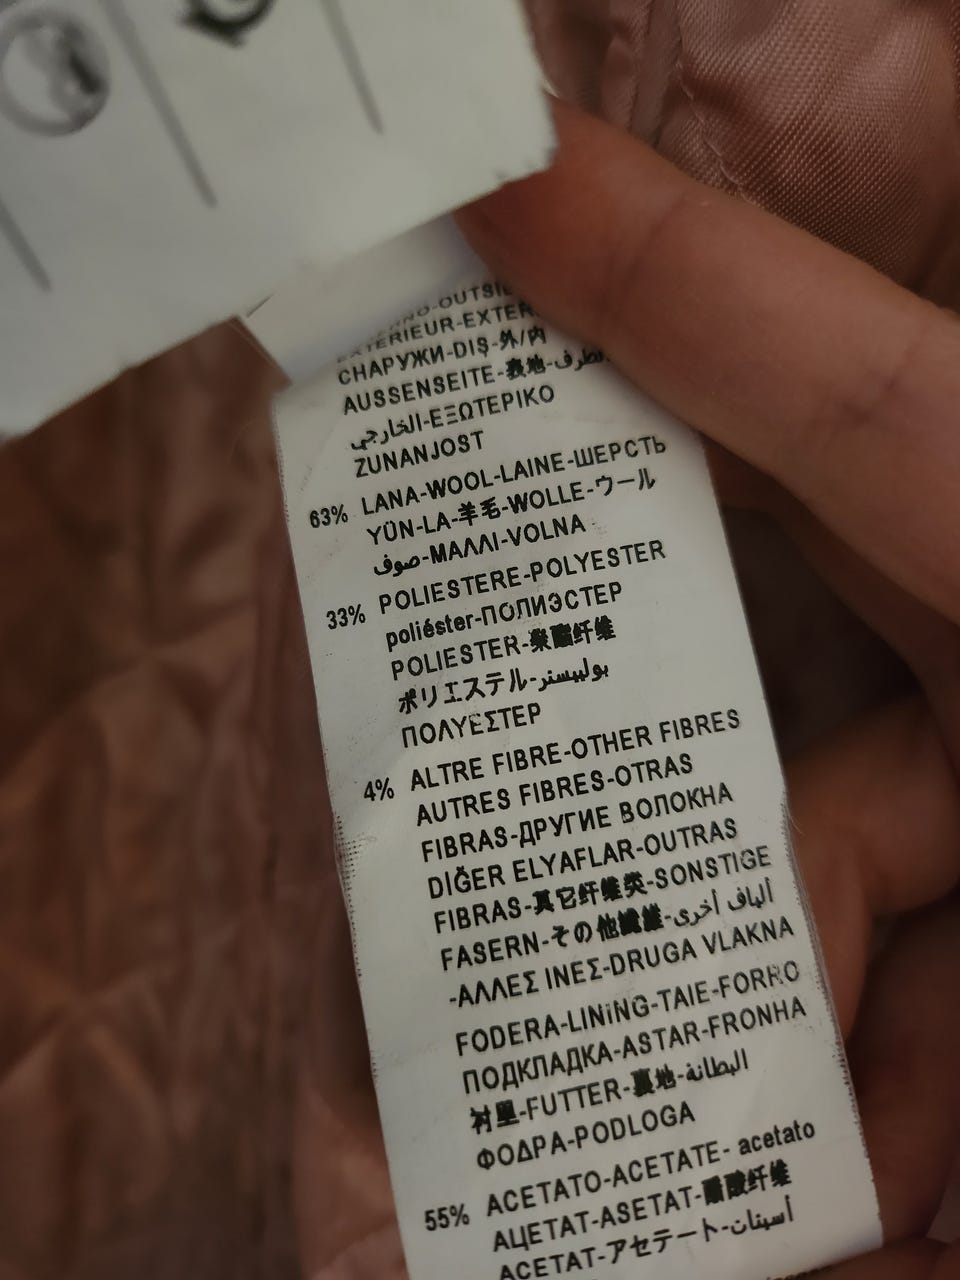 EXTERIEUR-EXTER
СНАРУЖИ-DIŞ-外/内
AUSSENSEITE-表地-الطرف
الخارجي-ΕΞΩΤΕΡΙΚΟ
ZUNANJOST
63% LANA-WOOL-LAINE-ШЕРСТЬ
YÜN-LA-羊毛-WOLLE-ウール
صوف-ΜΑΛΛΙ-VOLNA
33% POLIESTERE-POLYESTER
poliéster-ПОЛИЭСТЕР
POLIESTER-聚酯纤维
ポリエステル-بوليستر
ΠΟΛΥΕΣΤΕΡ
4% ALTRE FIBRE-OTHER FIBRES
AUTRES FIBRES-OTRAS
FIBRAS-ДРУГИЕ ВОЛОКНА
DIĞER ELYAFLAR-OUTRAS
FIBRAS-其它纤维类-SONSTIGE
FASERN-その他繊維-ألياف أخرى
-ΑΛΛΕΣ ΙΝΕΣ-DRUGA VLAKNA
FODERA-LINiNG-TAIE-FORRO
ПОДКЛАДКА-ASTAR-FRONHA
衬里-FUTTER-裏地-البطانة
ΦΟΔΡΑ-PODLOGA
55% ACETATO-ACETATE- acetato
АЦЕТАТ-ASETAT-醋酸纤维
ACETAT-アセテート-أسيتات